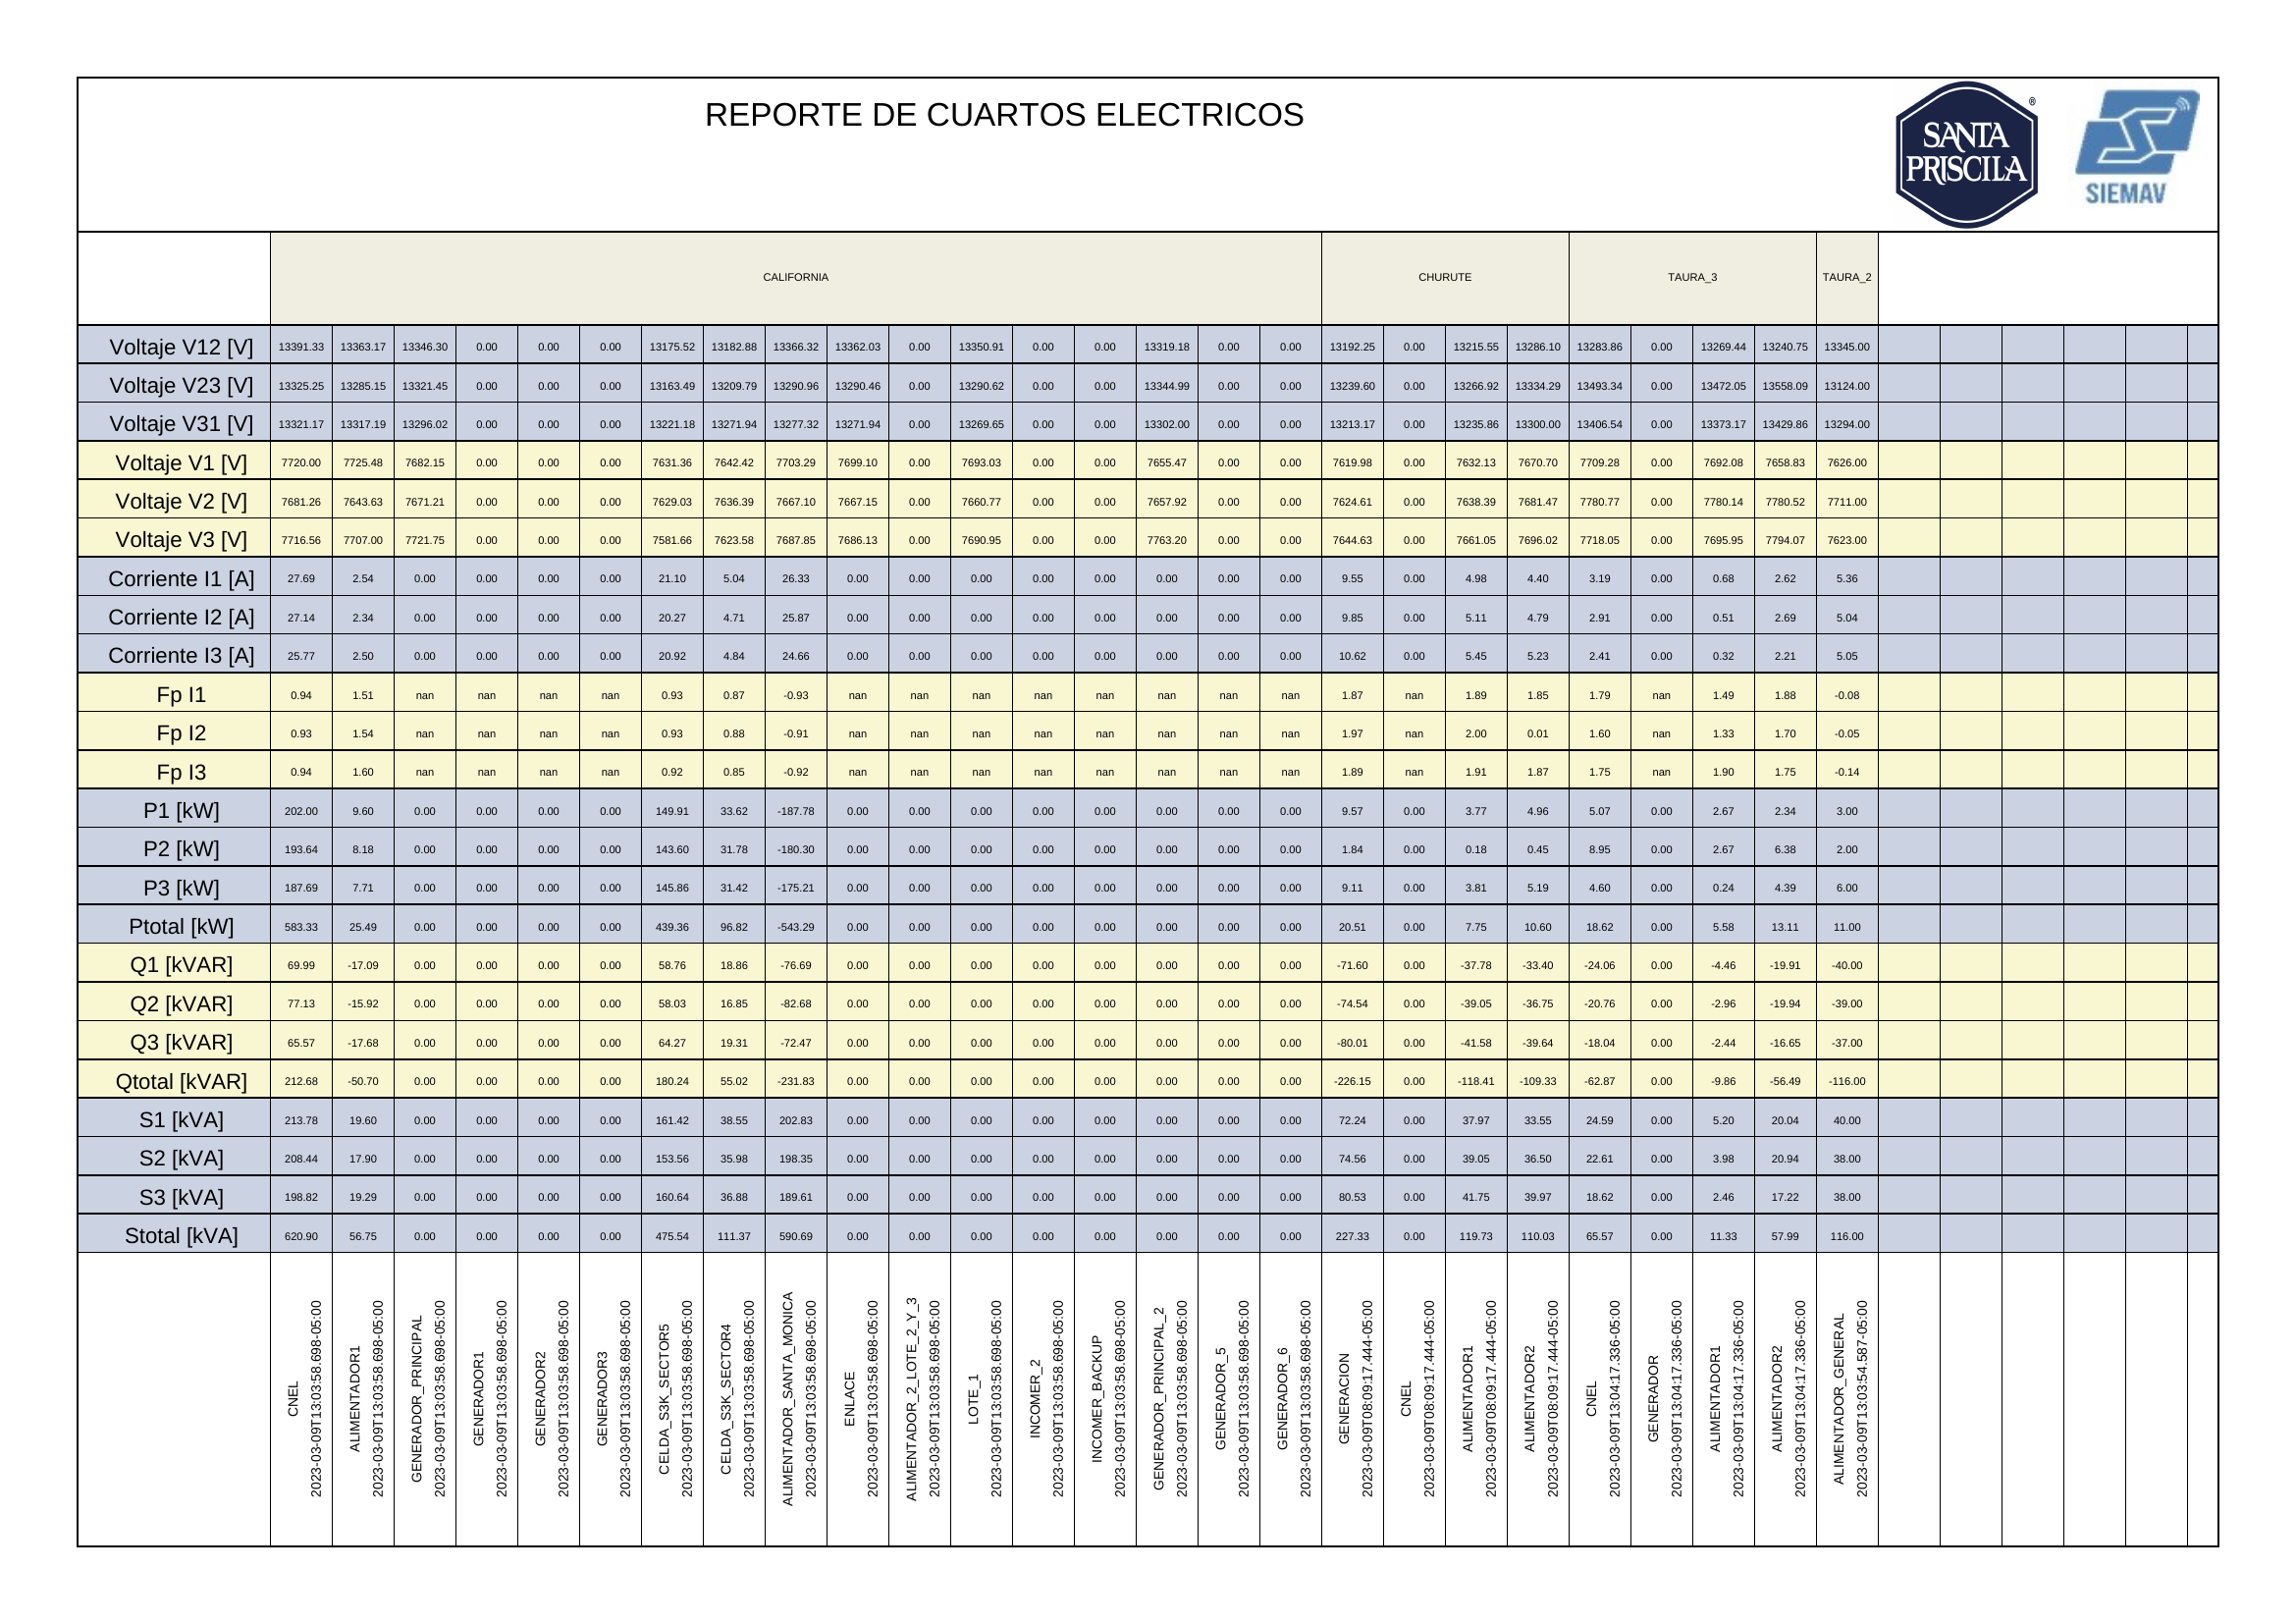 REPORTE DE CUARTOS ELECTRICOS
SANTA
PRISCILA
®
SIEMAV
CALIFORNIA CHURUTE TAURA_3 TAURA_2
Voltaje V12 [V] 13391.33 13363.17 13346.30 0.00 0.00 0.00 13175.52 13182.88 13366.32 13362.03 0.00 13350.91 0.00 0.00 13319.18 0.00 0.00 13192.25 0.00 13215.55 13286.10 13283.86 0.00 13269.44 13240.75 13345.00
Voltaje V23 [V] 13325.25 13285.15 13321.45 0.00 0.00 0.00 13163.49 13209.79 13290.96 13290.46 0.00 13290.62 0.00 0.00 13344.99 0.00 0.00 13239.60 0.00 13266.92 13334.29 13493.34 0.00 13472.05 13558.09 13124.00
Voltaje V31 [V] 13321.17 13317.19 13296.02 0.00 0.00 0.00 13221.18 13271.94 13277.32 13271.94 0.00 13269.65 0.00 0.00 13302.00 0.00 0.00 13213.17 0.00 13235.86 13300.00 13406.54 0.00 13373.17 13429.86 13294.00
Voltaje V1 [V] 7720.00 7725.48 7682.15 0.00 0.00 0.00 7631.36 7642.42 7703.29 7699.10 0.00 7693.03 0.00 0.00 7655.47 0.00 0.00 7619.98 0.00 7632.13 7670.70 7709.28 0.00 7692.08 7658.83 7626.00
Voltaje V2 [V] 7681.26 7643.63 7671.21 0.00 0.00 0.00 7629.03 7636.39 7667.10 7667.15 0.00 7660.77 0.00 0.00 7657.92 0.00 0.00 7624.61 0.00 7638.39 7681.47 7780.77 0.00 7780.14 7780.52 7711.00
Voltaje V3 [V] 7716.56 7707.00 7721.75 0.00 0.00 0.00 7581.66 7623.58 7687.85 7686.13 0.00 7690.95 0.00 0.00 7763.20 0.00 0.00 7644.63 0.00 7661.05 7696.02 7718.05 0.00 7695.95 7794.07 7623.00
Corriente I1 [A] 27.69 2.54 0.00 0.00 0.00 0.00 21.10 5.04 26.33 0.00 0.00 0.00 0.00 0.00 0.00 0.00 0.00 9.55 0.00 4.98 4.40 3.19 0.00 0.68 2.62 5.36
Corriente I2 [A] 27.14 2.34 0.00 0.00 0.00 0.00 20.27 4.71 25.87 0.00 0.00 0.00 0.00 0.00 0.00 0.00 0.00 9.85 0.00 5.11 4.79 2.91 0.00 0.51 2.69 5.04
Corriente I3 [A] 25.77 2.50 0.00 0.00 0.00 0.00 20.92 4.84 24.66 0.00 0.00 0.00 0.00 0.00 0.00 0.00 0.00 10.62 0.00 5.45 5.23 2.41 0.00 0.32 2.21 5.05
Fp I1 0.94 1.51 nan nan nan nan 0.93 0.87 -0.93 nan nan nan nan nan nan nan nan 1.87 nan 1.89 1.85 1.79 nan 1.49 1.88 -0.08
Fp I2 0.93 1.54 nan nan nan nan 0.93 0.88 -0.91 nan nan nan nan nan nan nan nan 1.97 nan 2.00 0.01 1.60 nan 1.33 1.70 -0.05
Fp I3 0.94 1.60 nan nan nan nan 0.92 0.85 -0.92 nan nan nan nan nan nan nan nan 1.89 nan 1.91 1.87 1.75 nan 1.90 1.75 -0.14
P1 [kW] 202.00 9.60 0.00 0.00 0.00 0.00 149.91 33.62 -187.78 0.00 0.00 0.00 0.00 0.00 0.00 0.00 0.00 9.57 0.00 3.77 4.96 5.07 0.00 2.67 2.34 3.00
P2 [kW] 193.64 8.18 0.00 0.00 0.00 0.00 143.60 31.78 -180.30 0.00 0.00 0.00 0.00 0.00 0.00 0.00 0.00 1.84 0.00 0.18 0.45 8.95 0.00 2.67 6.38 2.00
P3 [kW] 187.69 7.71 0.00 0.00 0.00 0.00 145.86 31.42 -175.21 0.00 0.00 0.00 0.00 0.00 0.00 0.00 0.00 9.11 0.00 3.81 5.19 4.60 0.00 0.24 4.39 6.00
Ptotal [kW] 583.33 25.49 0.00 0.00 0.00 0.00 439.36 96.82 -543.29 0.00 0.00 0.00 0.00 0.00 0.00 0.00 0.00 20.51 0.00 7.75 10.60 18.62 0.00 5.58 13.11 11.00
Q1 [kVAR] 69.99 -17.09 0.00 0.00 0.00 0.00 58.76 18.86 -76.69 0.00 0.00 0.00 0.00 0.00 0.00 0.00 0.00 -71.60 0.00 -37.78 -33.40 -24.06 0.00 -4.46 -19.91 -40.00
Q2 [kVAR] 77.13 -15.92 0.00 0.00 0.00 0.00 58.03 16.85 -82.68 0.00 0.00 0.00 0.00 0.00 0.00 0.00 0.00 -74.54 0.00 -39.05 -36.75 -20.76 0.00 -2.96 -19.94 -39.00
Q3 [kVAR] 65.57 -17.68 0.00 0.00 0.00 0.00 64.27 19.31 -72.47 0.00 0.00 0.00 0.00 0.00 0.00 0.00 0.00 -80.01 0.00 -41.58 -39.64 -18.04 0.00 -2.44 -16.65 -37.00
Qtotal [kVAR] 212.68 -50.70 0.00 0.00 0.00 0.00 180.24 55.02 -231.83 0.00 0.00 0.00 0.00 0.00 0.00 0.00 0.00 -226.15 0.00 -118.41 -109.33 -62.87 0.00 -9.86 -56.49 -116.00
S1 [kVA] 213.78 19.60 0.00 0.00 0.00 0.00 161.42 38.55 202.83 0.00 0.00 0.00 0.00 0.00 0.00 0.00 0.00 72.24 0.00 37.97 33.55 24.59 0.00 5.20 20.04 40.00
S2 [kVA] 208.44 17.90 0.00 0.00 0.00 0.00 153.56 35.98 198.35 0.00 0.00 0.00 0.00 0.00 0.00 0.00 0.00 74.56 0.00 39.05 36.50 22.61 0.00 3.98 20.94 38.00
S3 [kVA] 198.82 19.29 0.00 0.00 0.00 0.00 160.64 36.88 189.61 0.00 0.00 0.00 0.00 0.00 0.00 0.00 0.00 80.53 0.00 41.75 39.97 18.62 0.00 2.46 17.22 38.00
Stotal [kVA] 620.90 56.75 0.00 0.00 0.00 0.00 475.54 111.37 590.69 0.00 0.00 0.00 0.00 0.00 0.00 0.00 0.00 227.33 0.00 119.73 110.03 65.57 0.00 11.33 57.99 116.00
CNEL
2023-03-09T13:03:58.698-05:00
ALIMENTADOR1
2023-03-09T13:03:58.698-05:00
GENERADOR_PRINCIPAL
2023-03-09T13:03:58.698-05:00
GENERADOR1
2023-03-09T13:03:58.698-05:00
GENERADOR2
2023-03-09T13:03:58.698-05:00
GENERADOR3
2023-03-09T13:03:58.698-05:00
CELDA_S3K_SECTOR5
2023-03-09T13:03:58.698-05:00
CELDA_S3K_SECTOR4
2023-03-09T13:03:58.698-05:00
ALIMENTADOR_SANTA_MONICA
2023-03-09T13:03:58.698-05:00
ENLACE
2023-03-09T13:03:58.698-05:00
ALIMENTADOR_2_LOTE_2_Y_3
2023-03-09T13:03:58.698-05:00
LOTE_1
2023-03-09T13:03:58.698-05:00
INCOMER_2
2023-03-09T13:03:58.698-05:00
INCOMER_BACKUP
2023-03-09T13:03:58.698-05:00
GENERADOR_PRINCIPAL_2
2023-03-09T13:03:58.698-05:00
GENERADOR_5
2023-03-09T13:03:58.698-05:00
GENERADOR_6
2023-03-09T13:03:58.698-05:00
GENERACION
2023-03-09T08:09:17.444-05:00
CNEL
2023-03-09T08:09:17.444-05:00
ALIMENTADOR1
2023-03-09T08:09:17.444-05:00
ALIMENTADOR2
2023-03-09T08:09:17.444-05:00
CNEL
2023-03-09T13:04:17.336-05:00
GENERADOR
2023-03-09T13:04:17.336-05:00
ALIMENTADOR1
2023-03-09T13:04:17.336-05:00
ALIMENTADOR2
2023-03-09T13:04:17.336-05:00
ALIMENTADOR_GENERAL
2023-03-09T13:03:54.587-05:00